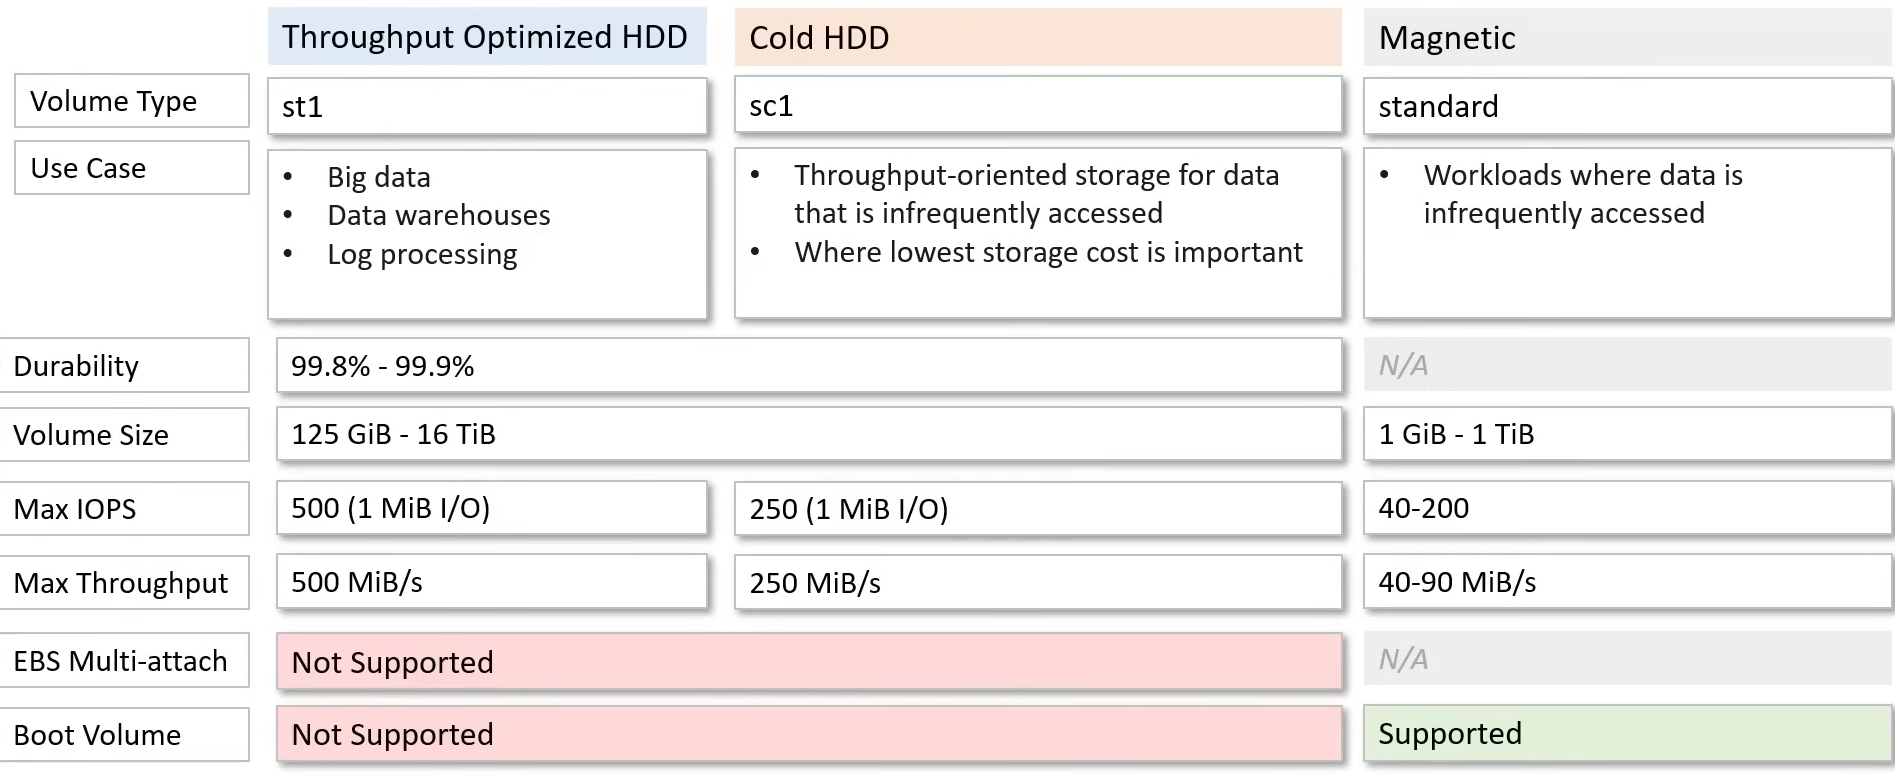 Throughput Optimized HDD
Cold HDD
Magnetic
Volume Type
st1
sc1
standard
Use Case
• Big data
• Data warehouses
• Log processing
• Throughput-oriented storage for data
that is infrequently accessed
• Where lowest storage cost is important
• Workloads where data is
infrequently accessed
Durability
99.8% - 99.9%
N/A
Volume Size
125 GiB - 16 TiB
1 GiB - 1 TiB
Max IOPS
500 (1 MiB I/O)
250 (1 MiB I/O)
40-200
Max Throughput
500 MiB/s
250 MiB/s
40-90 MiB/s
EBS Multi-attach
Not Supported
N/A
Boot Volume
Not Supported
Supported